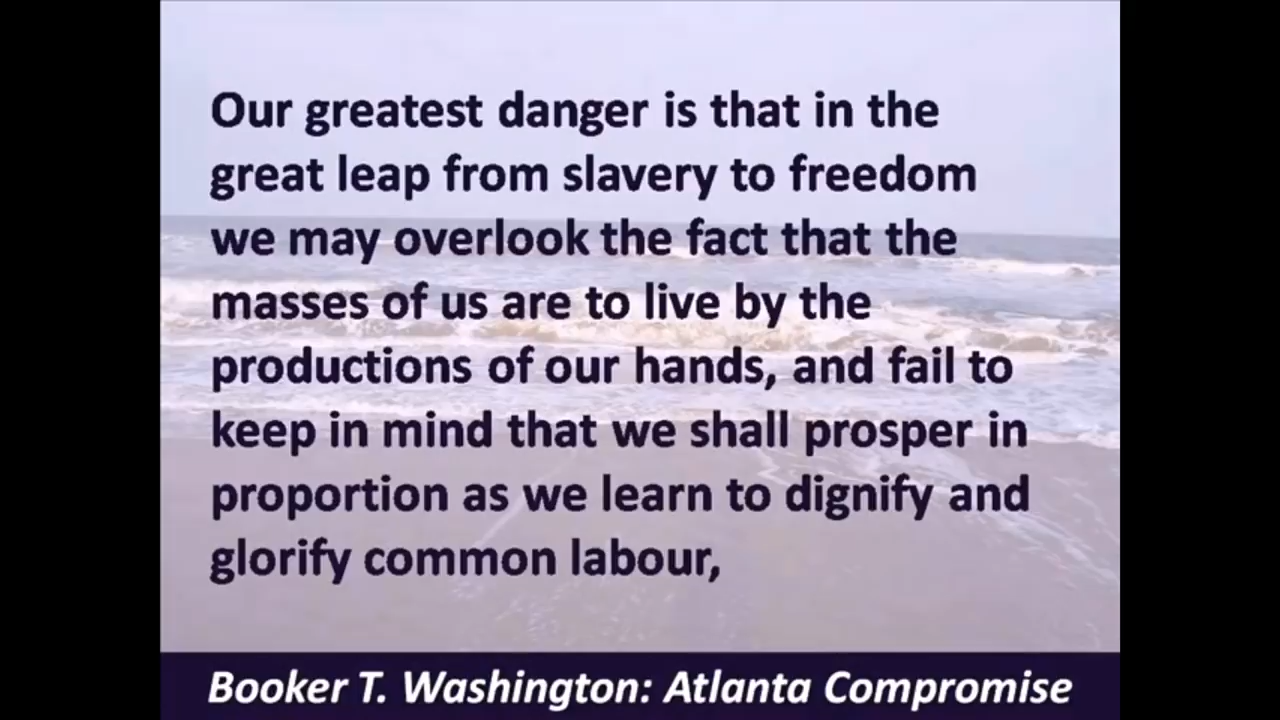 Our greatest danger is that in the
great leap from slavery to freedom
we may overlook the fact that the
masses of us are to live by the
productions of our hands, and fail to
keep in mind that we shall prosper in
proportion as we learn to dignify and
glorify common labour,
Booker T. Washington: Atlanta Compromise